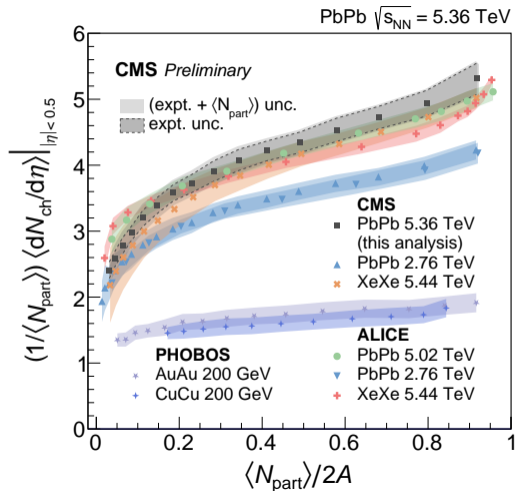 PbPb √sNN = 5.36 TeV
CMS Preliminary
(expt. + ⟨Npart⟩) unc.
expt. unc.
CMS
PbPb 5.36 TeV
(this analysis)
PbPb 2.76 TeV
XeXe 5.44 TeV
PHOBOS
AuAu 200 GeV
CuCu 200 GeV
ALICE
PbPb 5.02 TeV
PbPb 2.76 TeV
XeXe 5.44 TeV
(1/⟨Npart⟩) ⟨dNch/dη⟩||η|<0.5
6
5
4
3
2
1
0
0 0.2 0.4 0.6 0.8 1
⟨Npart⟩/2A